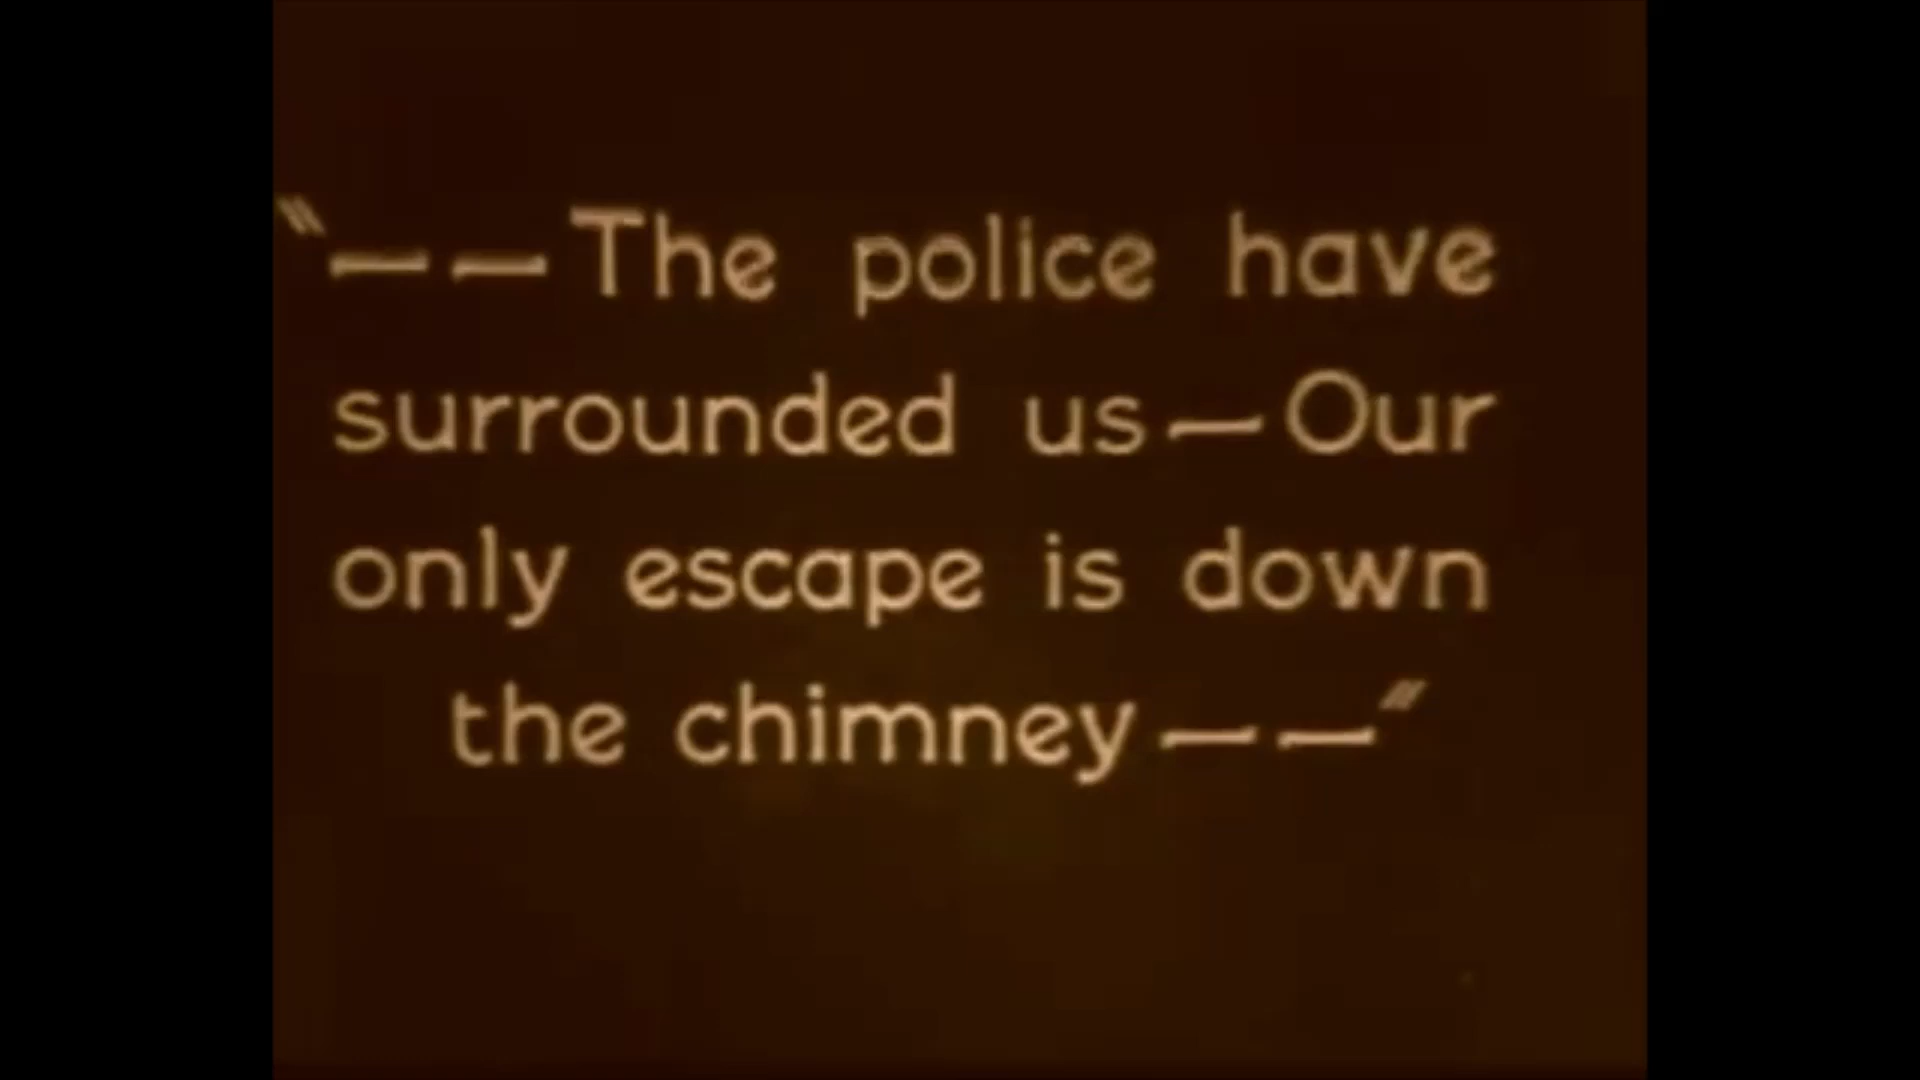 "——The police have
surrounded us—Our
only escape is down
the chimney——"